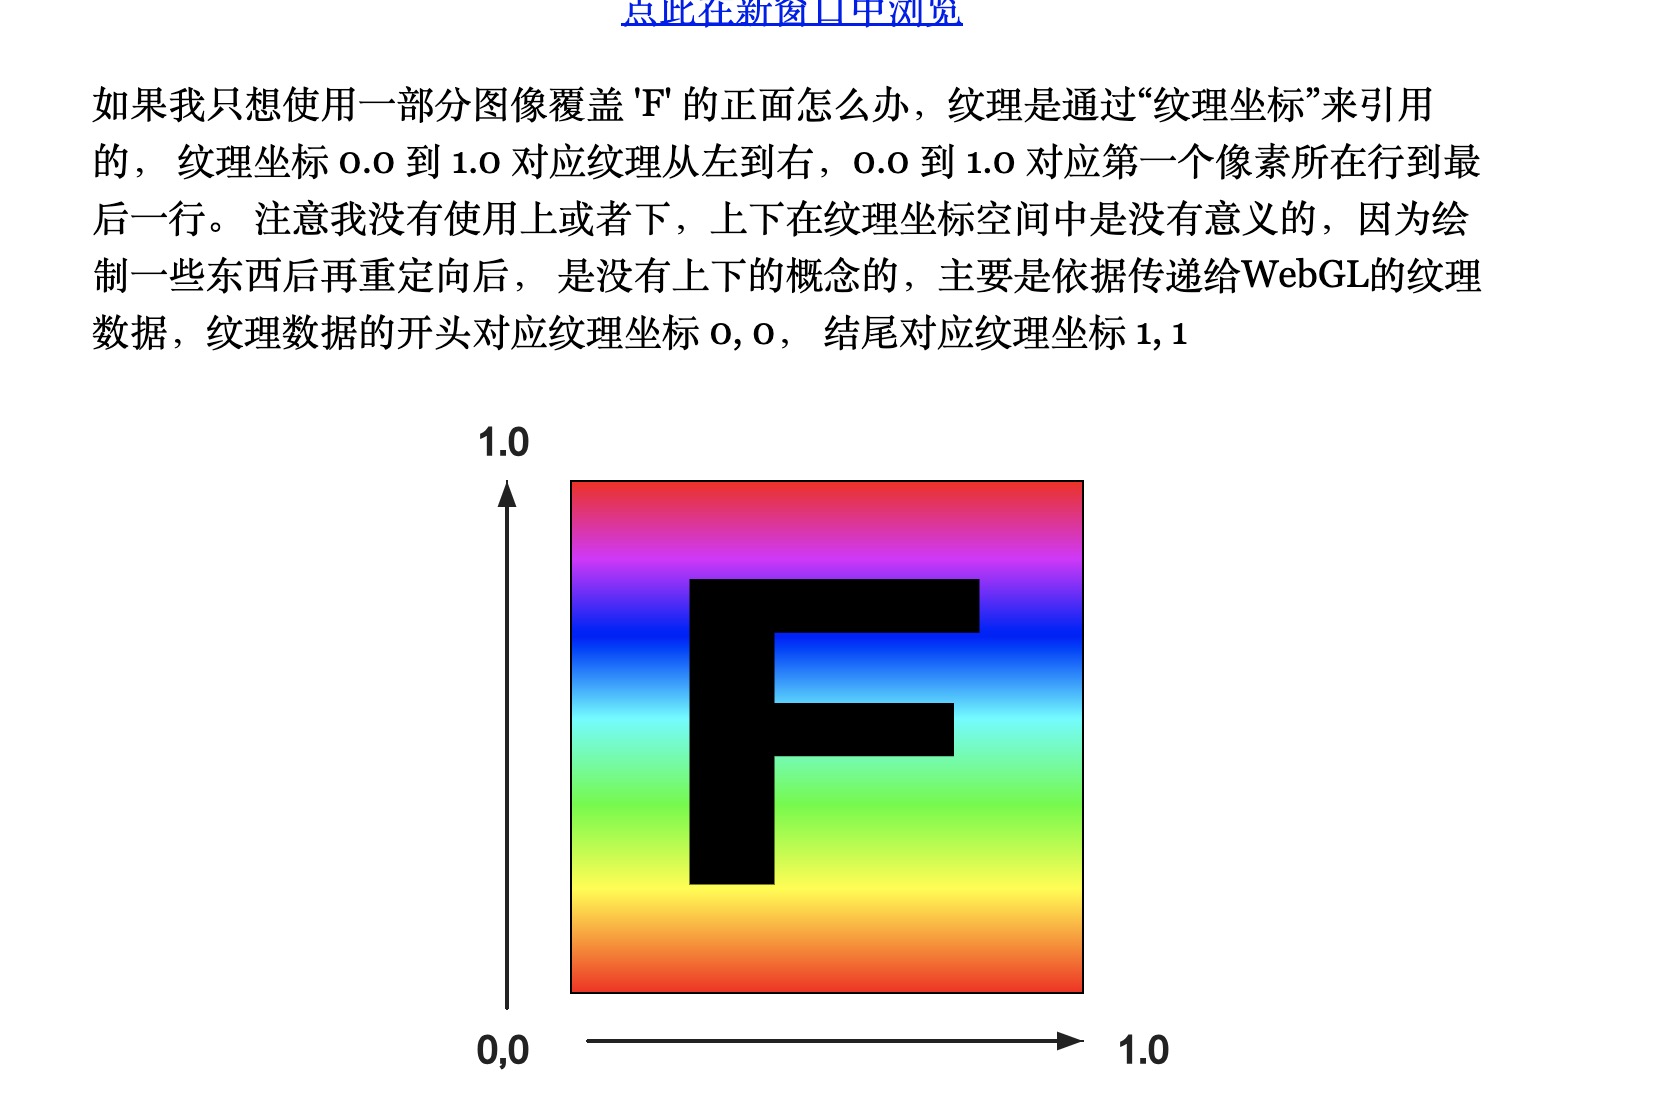 点此在新窗口中浏览
如果我只想使用一部分图像覆盖 'F' 的正面怎么办，纹理是通过“纹理坐标”来引用
的， 纹理坐标 0.0 到 1.0 对应纹理从左到右，0.0 到 1.0 对应第一个像素所在行到最
后一行。 注意我没有使用上或者下，上下在纹理坐标空间中是没有意义的，因为绘
制一些东西后再重定向后， 是没有上下的概念的，主要是依据传递给WebGL的纹理
数据，纹理数据的开头对应纹理坐标 0, 0， 结尾对应纹理坐标 1, 1
1.0
F
0,0
1.0